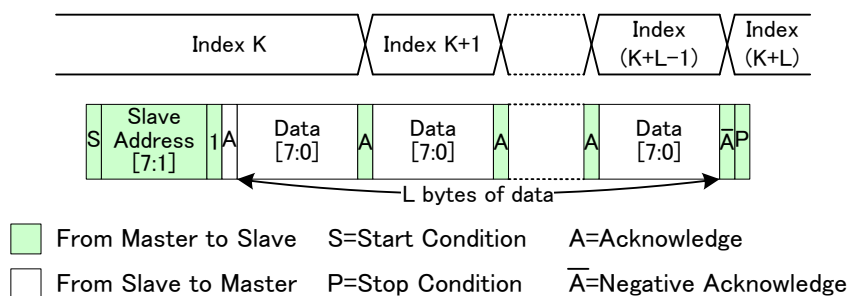 Index K
Index K+1
Index
(K+L-1)
Index
(K+L)
S
Slave
Address
[7:1]
1
A
Data
[7:0]
A
Data
[7:0]
A
A
Data
[7:0]
A̅
P
L bytes of data
From Master to Slave
S=Start Condition
A=Acknowledge
From Slave to Master
P=Stop Condition
A̅=Negative Acknowledge